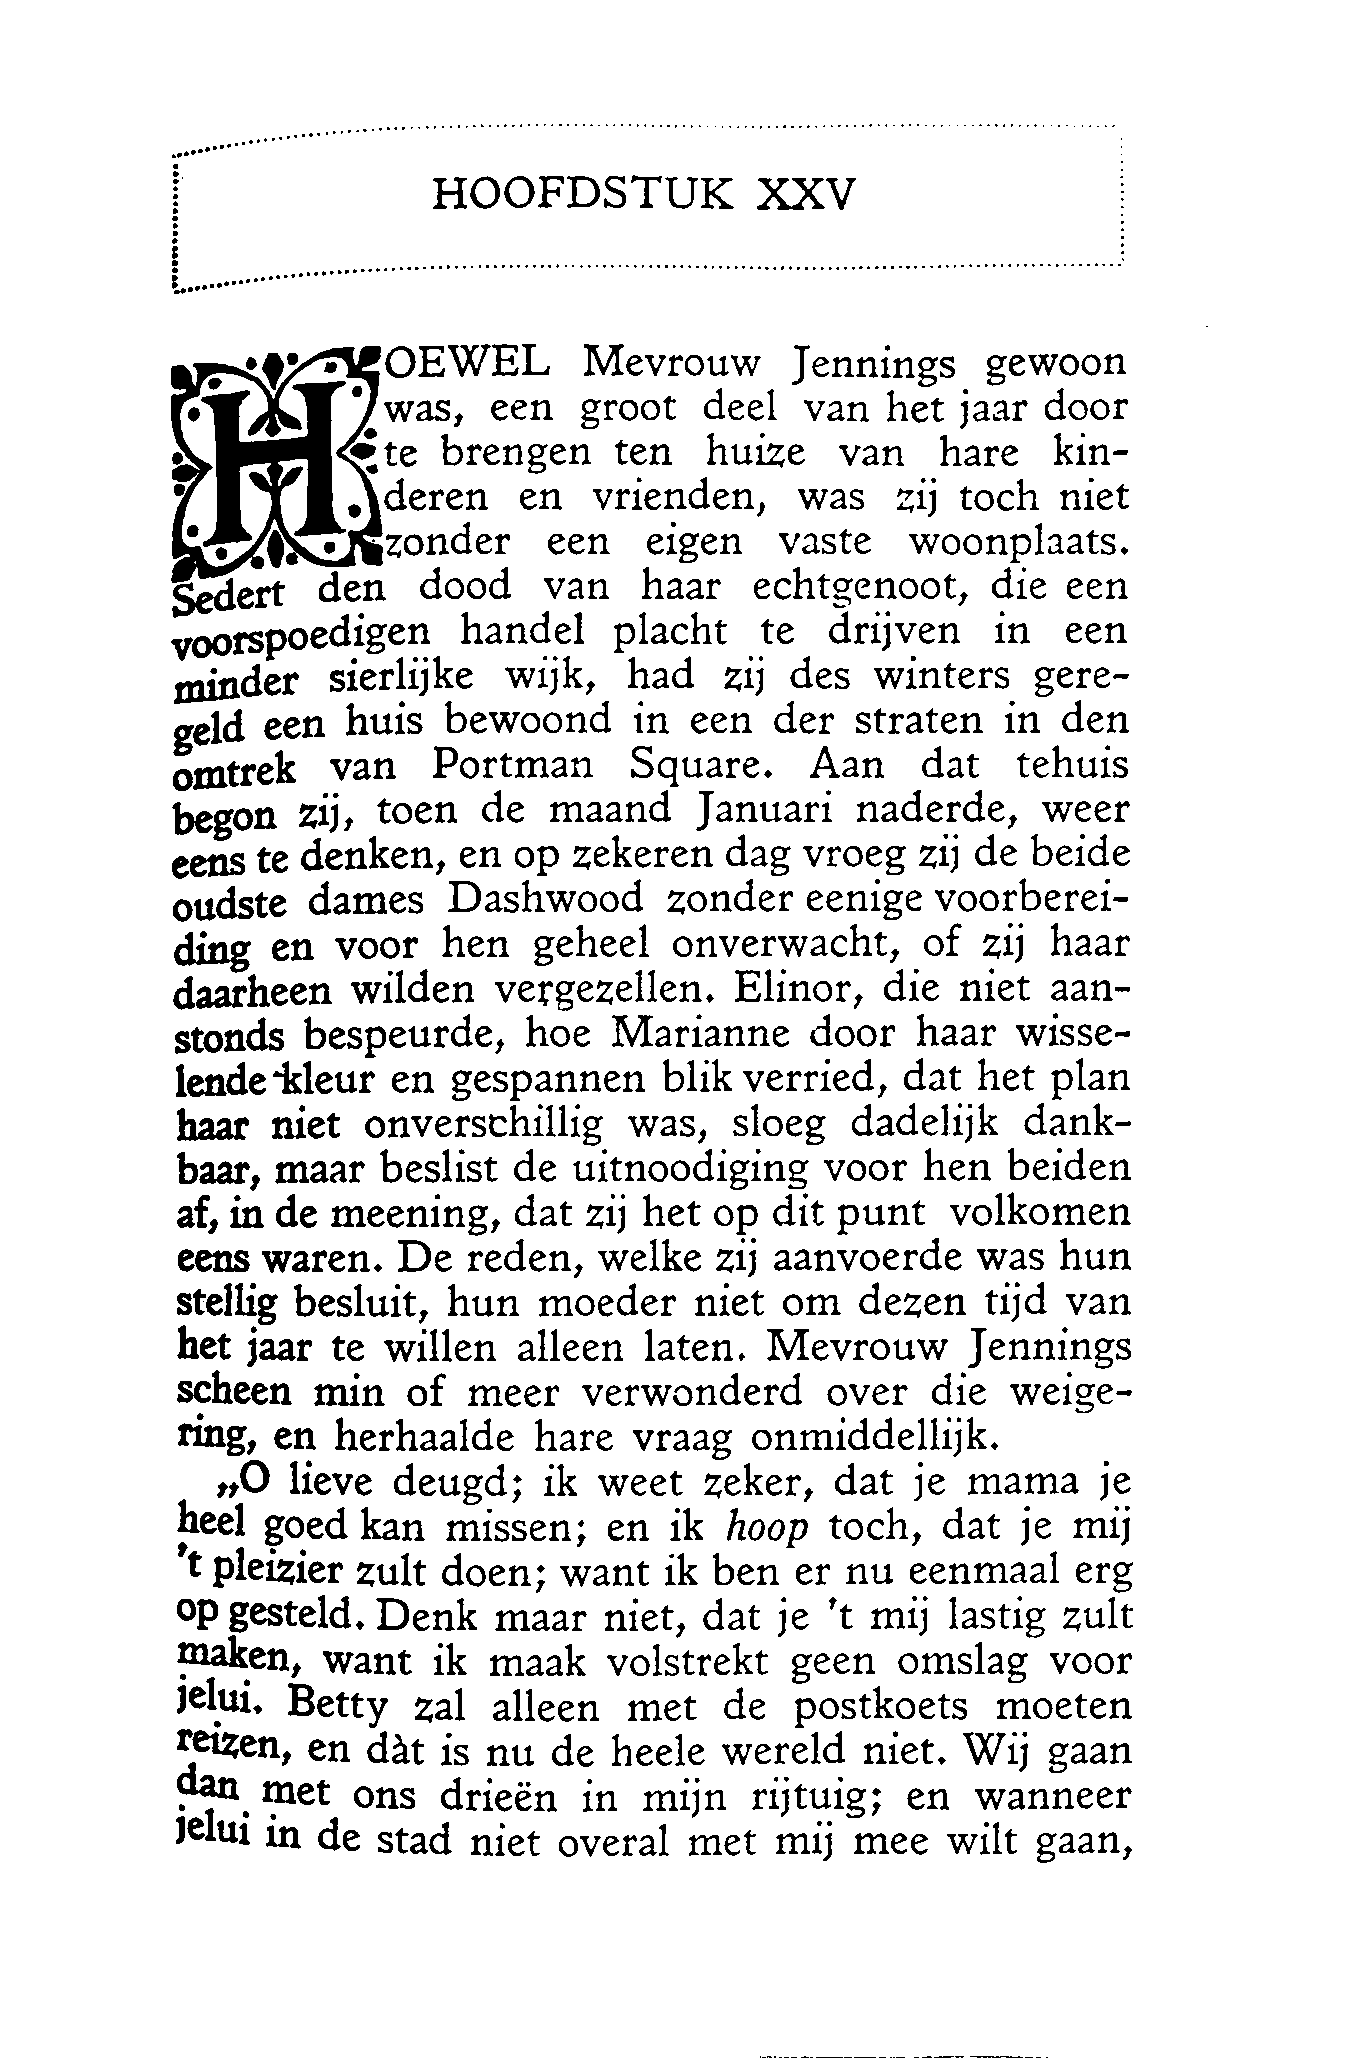 HOOFDSTUK XXV
HOEWEL Mevrouw Jennings gewoon
was, een groot deel van het jaar door
te brengen ten huize van hare kin-
deren en vrienden, was zij toch niet
zonder een eigen vaste woonplaats.
Sedert den dood van haar echtgenoot, die een
voorspoedigen handel placht te drijven in een
minder sierlijke wijk, had zij des winters gere-
geld een huis bewoond in een der straten in den
omtrek van Portman Square. Aan dat tehuis
begon zij, toen de maand Januari naderde, weer
eens te denken, en op zekeren dag vroeg zij de beide
oudste dames Dashwood zonder eenige voorberei-
ding en voor hen geheel onverwacht, of zij haar
daarheen wilden vergezellen. Elinor, die niet aan-
stonds bespeurde, hoe Marianne door haar wisse-
lende kleur en gespannen blik verried, dat het plan
haar niet onverschillig was, sloeg dadelijk dank-
baar, maar beslist de uitnoodiging voor hen beiden
af, in de meening, dat zij het op dit punt volkomen
eens waren. De reden, welke zij aanvoerde was hun
stellig besluit, hun moeder niet om dezen tijd van
het jaar te willen alleen laten. Mevrouw Jennings
scheen min of meer verwonderd over die weige-
ring, en herhaalde hare vraag onmiddellijk.
„O lieve deugd; ik weet zeker, dat je mama je
heel goed kan missen; en ik hoop toch, dat je mij
't pleizier zult doen; want ik ben er nu eenmaal erg
op gesteld. Denk maar niet, dat je 't mij lastig zult
maken, want ik maak volstrekt geen omslag voor
jelui. Betty zal alleen met de postkoets moeten
reizen, en dàt is nu de heele wereld niet. Wij gaan
dan met ons drieën in mijn rijtuig; en wanneer
jelui in de stad niet overal met mij mee wilt gaan,